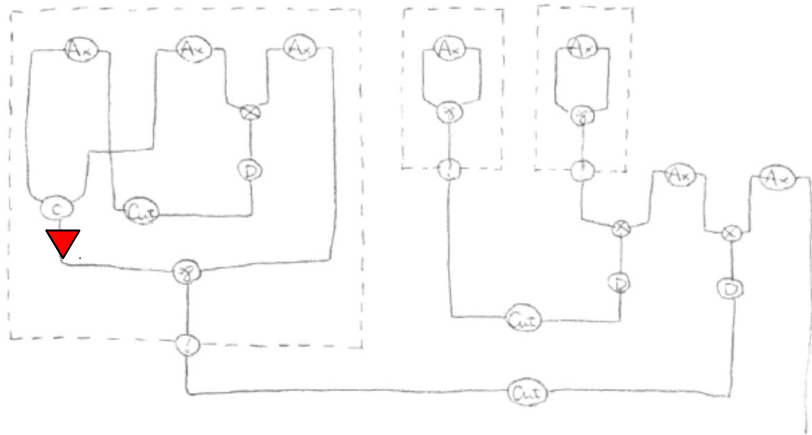 Ax Ax Ax Ax Ax
⊗ ⅋ ⅋
D ! ! Ax Ax
C Cut ⊗ ⊗
⅋ D D
Cut
!
Cut